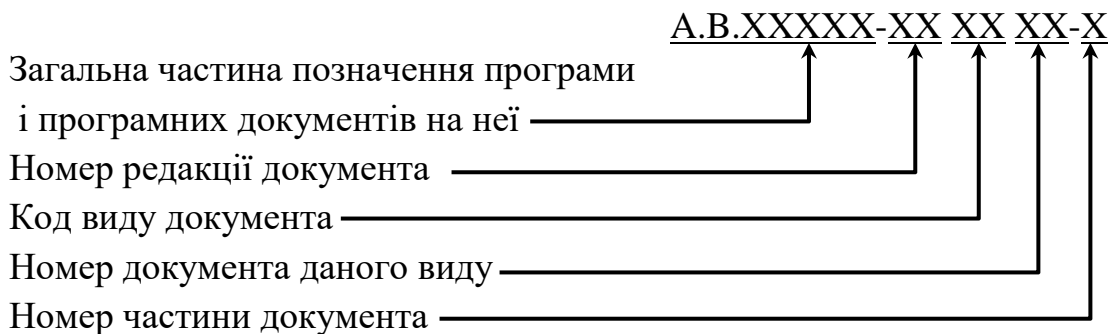 А.В.ХХХХХ-ХХ ХХ ХХ-Х
Загальна частина позначення програми
і програмних документів на неї
Номер редакції документа
Код виду документа
Номер документа даного виду
Номер частини документа